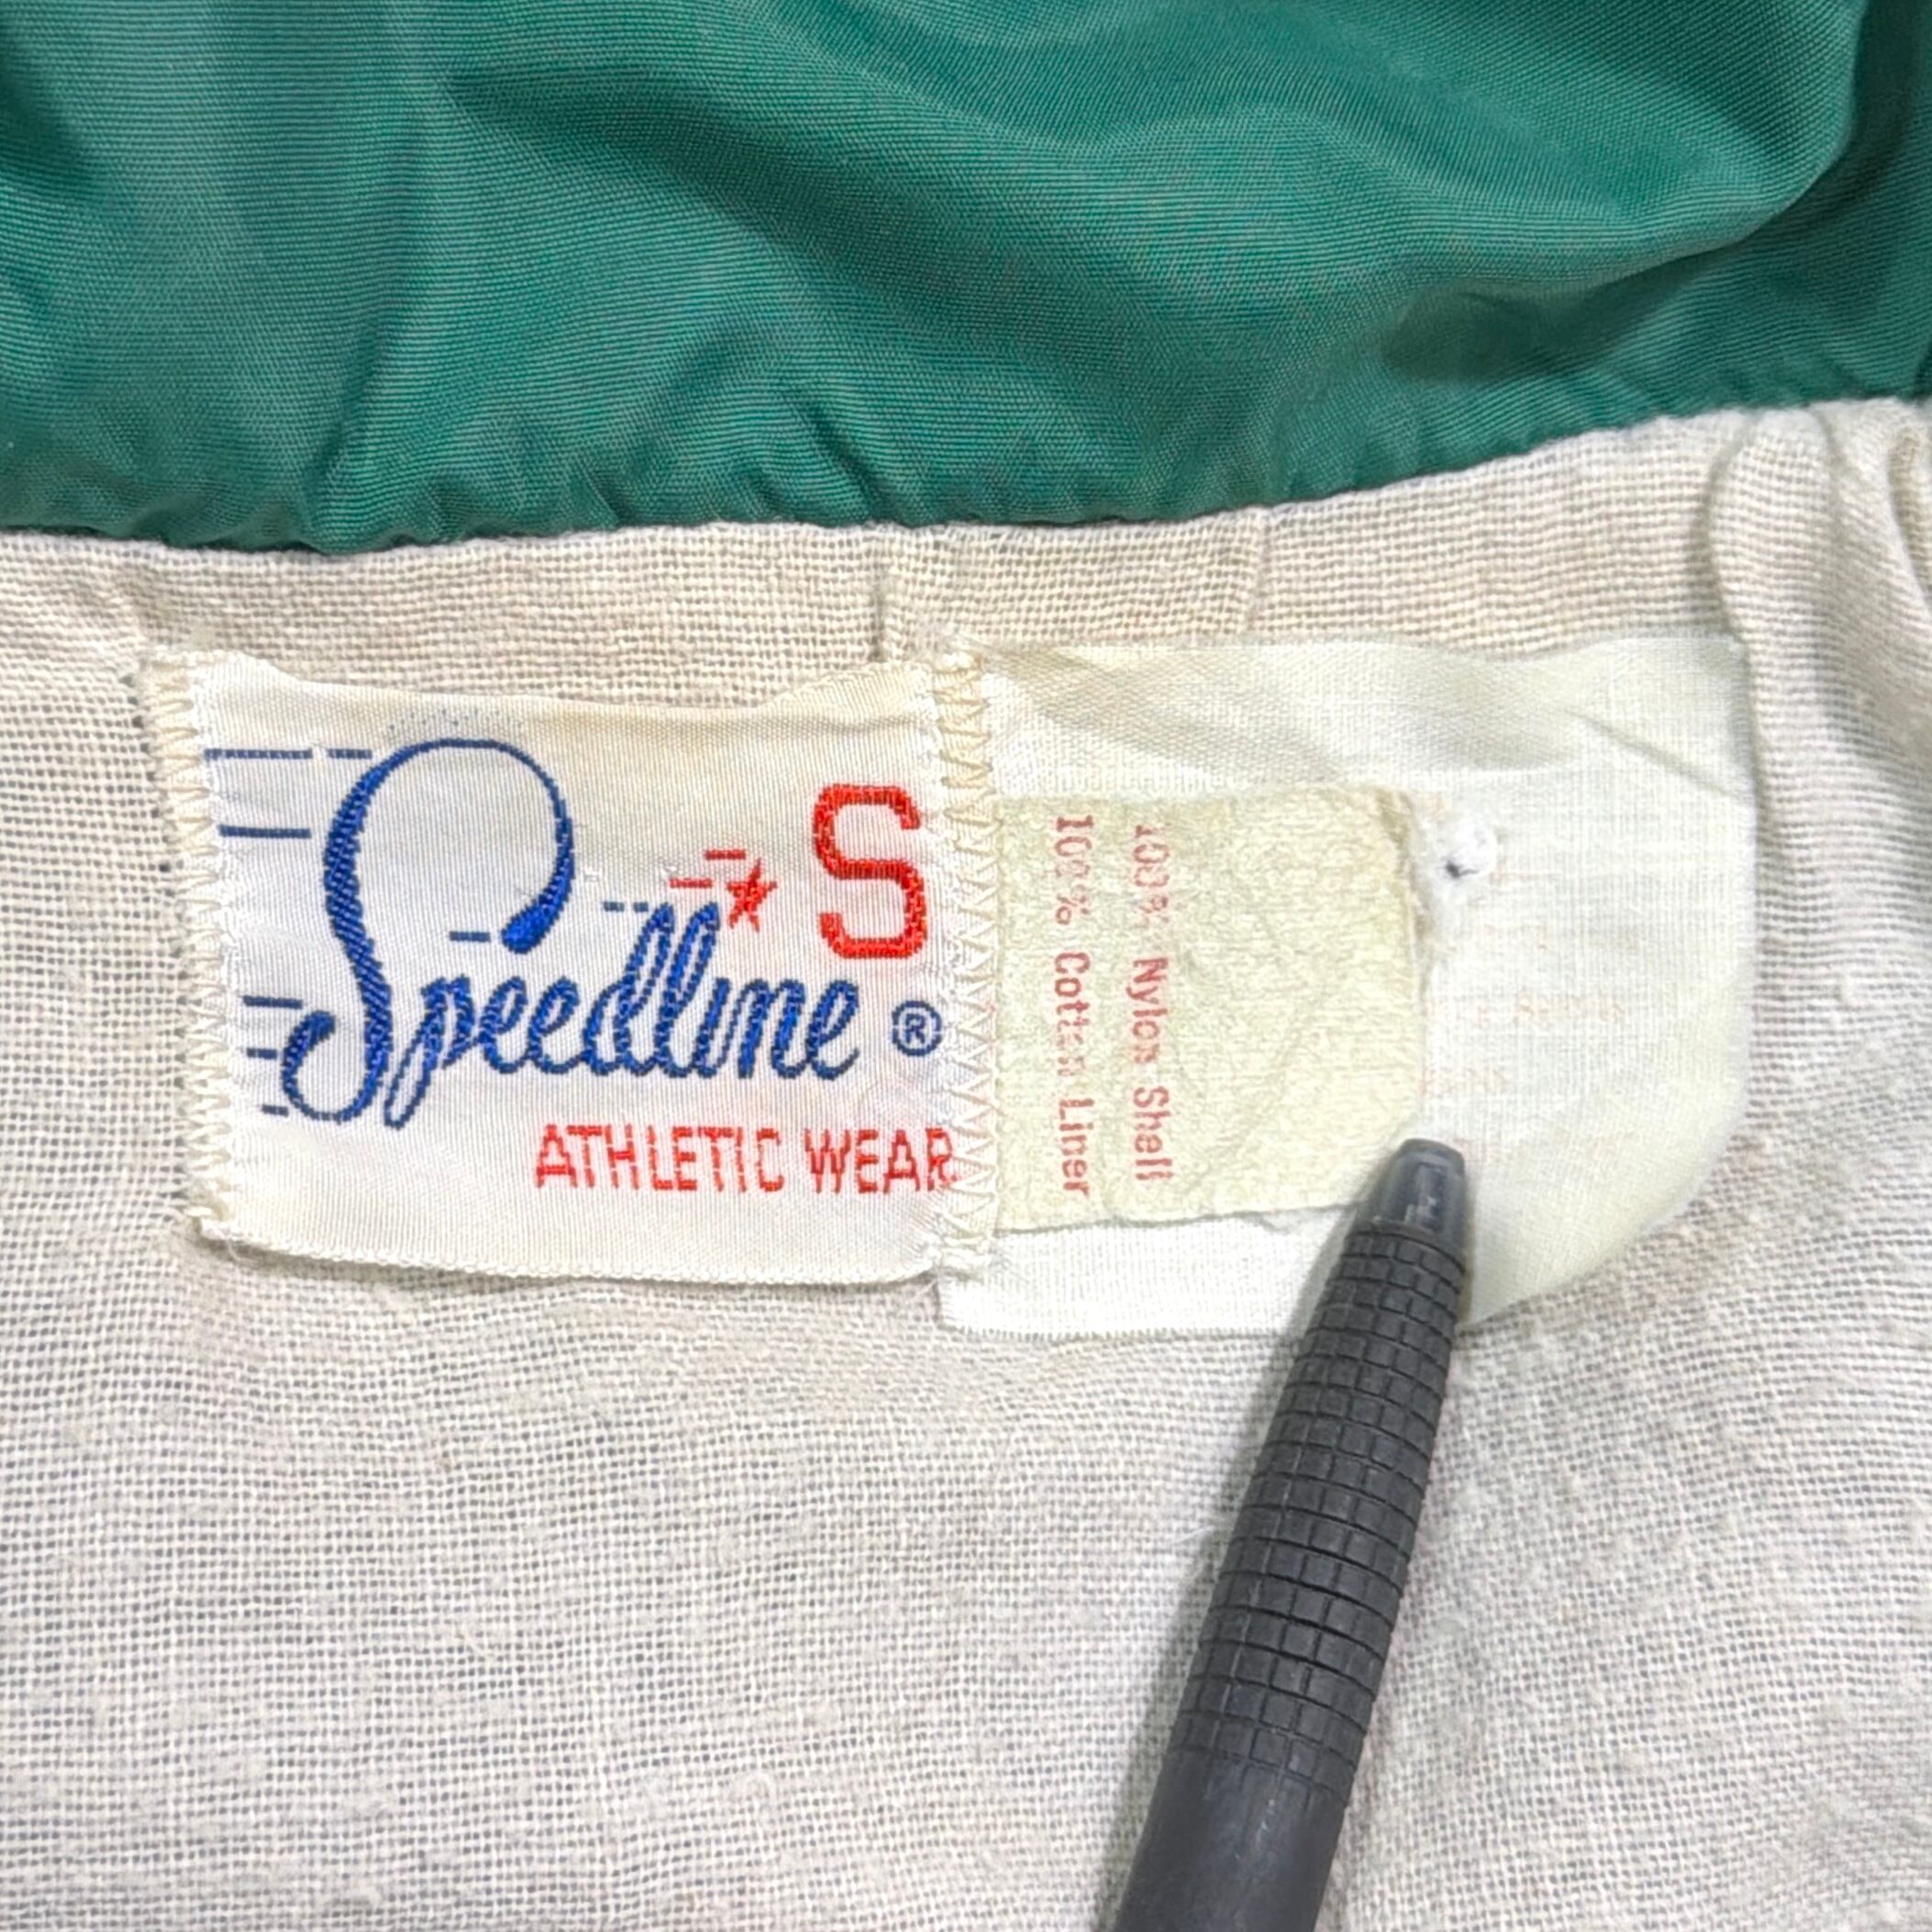 S
Speedline ®
ATHLETIC WEAR
100% Nylon Shell
100% Cotton Liner